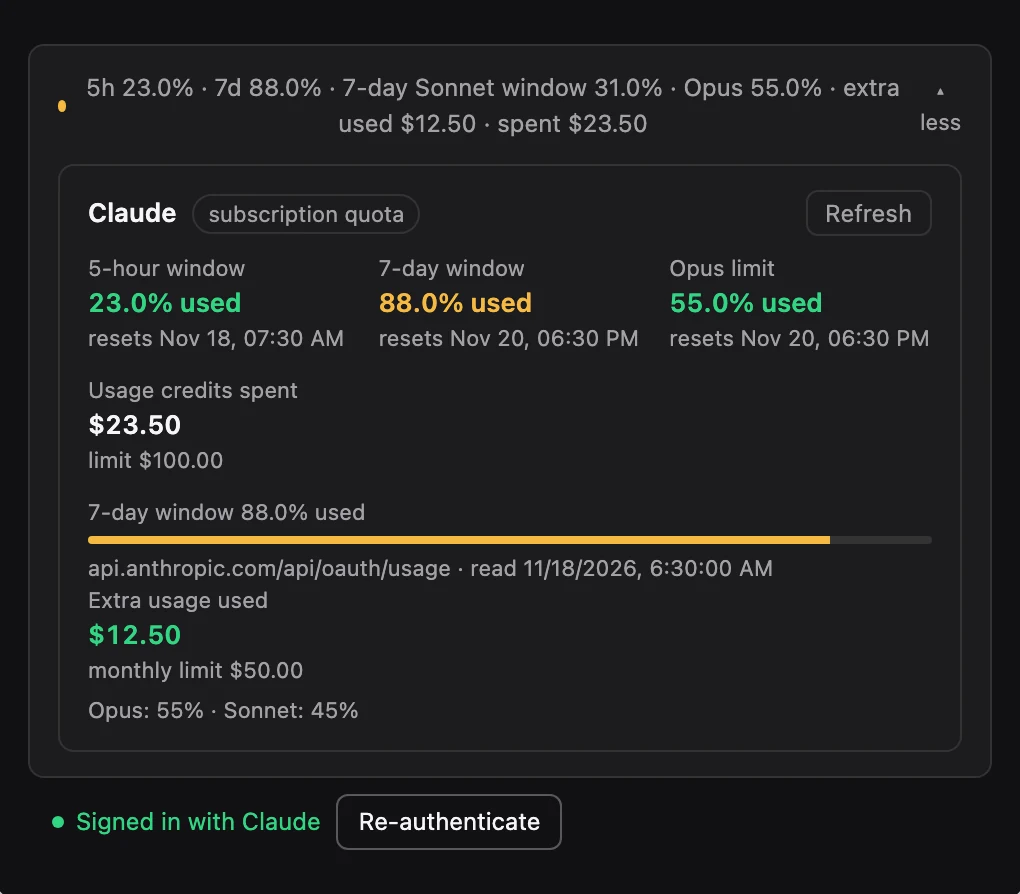 5h 23.0% · 7d 88.0% · 7-day Sonnet window 31.0% · Opus 55.0% · extra
used $12.50 · spent $23.50
▲
less
Claude
subscription quota
Refresh
5-hour window
7-day window
Opus limit
23.0% used
88.0% used
55.0% used
resets Nov 18, 07:30 AM
resets Nov 20, 06:30 PM
resets Nov 20, 06:30 PM
Usage credits spent
$23.50
limit $100.00
7-day window 88.0% used
api.anthropic.com/api/oauth/usage · read 11/18/2026, 6:30:00 AM
Extra usage used
$12.50
monthly limit $50.00
Opus: 55% · Sonnet: 45%
Signed in with Claude
Re-authenticate